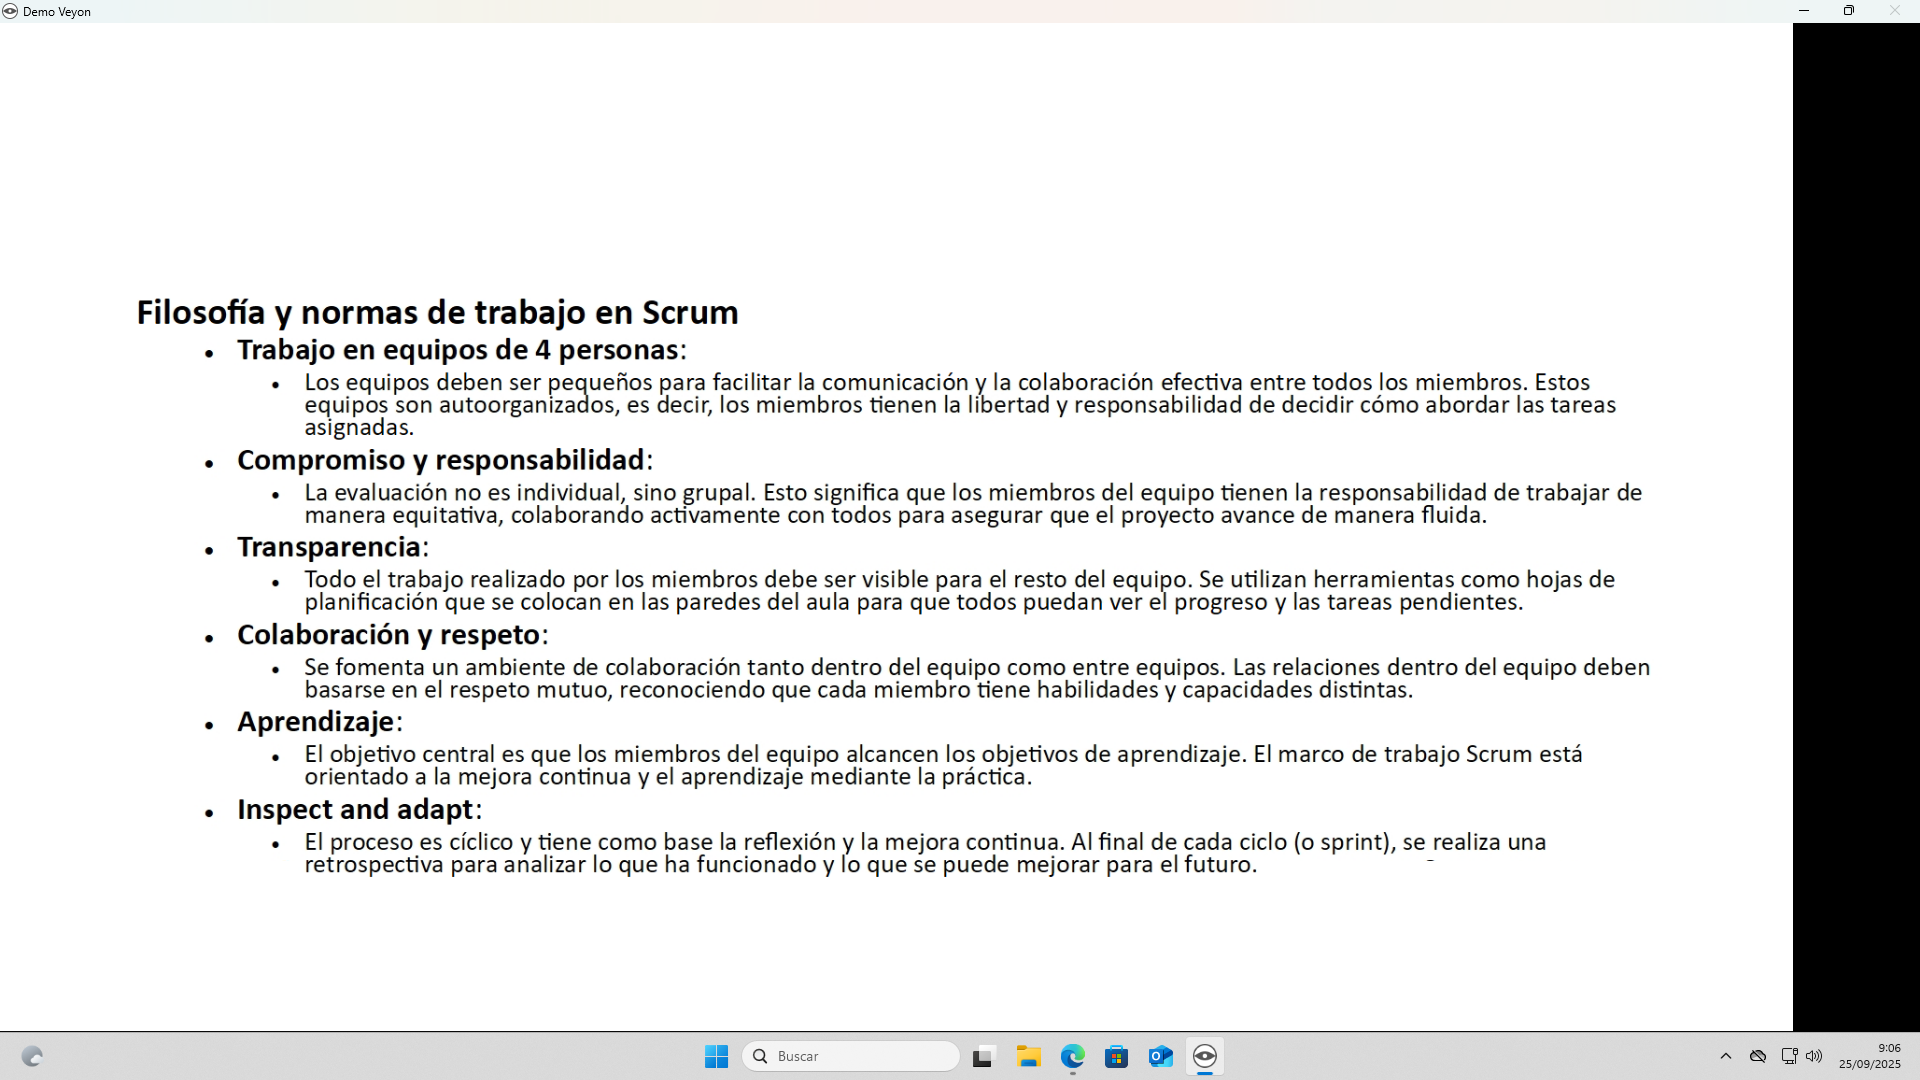 Demo Veyon
Filosofía y normas de trabajo en Scrum
• Trabajo en equipos de 4 personas:
• Los equipos deben ser pequeños para facilitar la comunicación y la colaboración efectiva entre todos los miembros. Estos
equipos son autoorganizados, es decir, los miembros tienen la libertad y responsabilidad de decidir cómo abordar las tareas
asignadas.
• Compromiso y responsabilidad:
• La evaluación no es individual, sino grupal. Esto significa que los miembros del equipo tienen la responsabilidad de trabajar de
manera equitativa, colaborando activamente con todos para asegurar que el proyecto avance de manera fluida.
• Transparencia:
• Todo el trabajo realizado por los miembros debe ser visible para el resto del equipo. Se utilizan herramientas como hojas de
planificación que se colocan en las paredes del aula para que todos puedan ver el progreso y las tareas pendientes.
• Colaboración y respeto:
• Se fomenta un ambiente de colaboración tanto dentro del equipo como entre equipos. Las relaciones dentro del equipo deben
basarse en el respeto mutuo, reconociendo que cada miembro tiene habilidades y capacidades distintas.
• Aprendizaje:
• El objetivo central es que los miembros del equipo alcancen los objetivos de aprendizaje. El marco de trabajo Scrum está
orientado a la mejora continua y el aprendizaje mediante la práctica.
• Inspect and adapt:
• El proceso es cíclico y tiene como base la reflexión y la mejora continua. Al final de cada ciclo (o sprint), se realiza una
retrospectiva para analizar lo que ha funcionado y lo que se puede mejorar para el futuro.
Buscar
9:06
25/09/2025